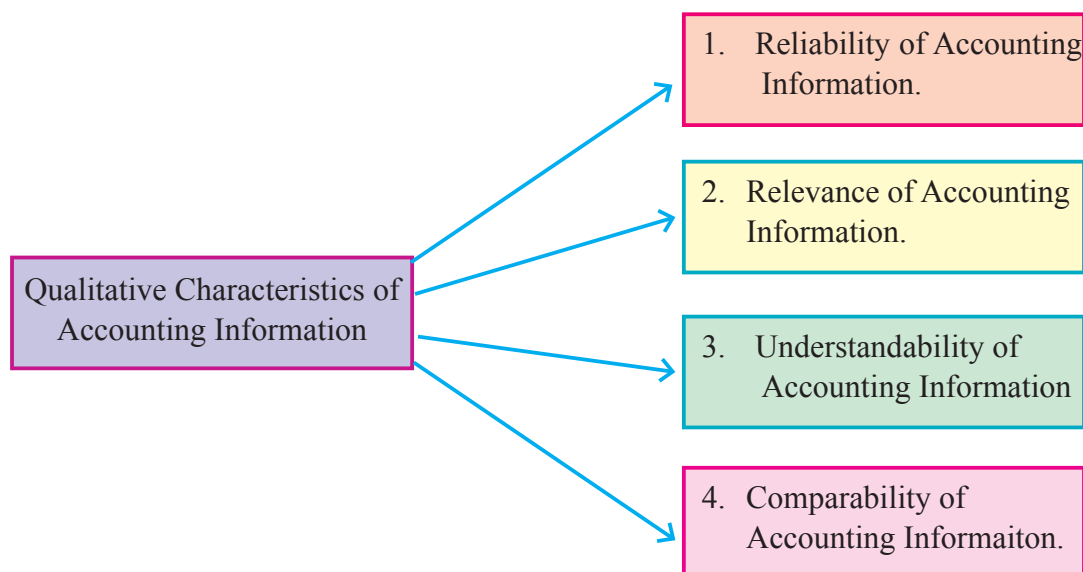 Qualitative Characteristics of
Accounting Information
1. Reliability of Accounting
Information.
2. Relevance of Accounting
Information.
3. Understandability of
Accounting Information
4. Comparability of
Accounting Informaiton.